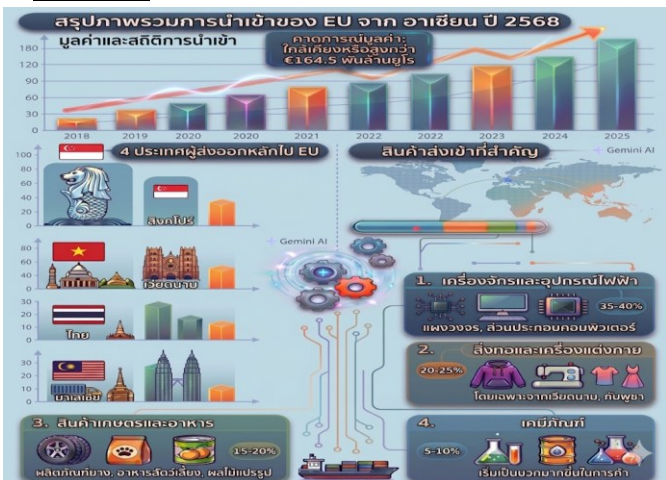 สรุปภาพรวมการนำเข้าของ EU จาก อาเซียน ปี 2568
มูลค่าและสถิติการนำเข้า
คาดการณ์มูลค่า:
ใกล้เคียงหรือสูงกว่า
€164.5 พันล้านยูโร
180
120
90
60
30
0
2018
2019
2020
2020
2021
2022
2022
2023
2024
2025
4 ประเทศผู้ส่งออกหลักไป EU
100
80
60
40
20
0
สิงคโปร์
80
60
40
20
0
เวียดนาม
30
20
10
0
ไทย
30
20
10
0
มาเลเซีย
Gemini AI
สินค้าส่งเข้าที่สำคัญ
Gemini AI
1. เครื่องจักรและอุปกรณ์ไฟฟ้า
35-40%
แผงวงจร, ส่วนประกอบคอมพิวเตอร์
2. สิ่งทอและเครื่องแต่งกาย
20-25%
โดยเฉพาะจากเวียดนาม, กัมพูชา
3. สินค้าเกษตรและอาหาร
15-20%
ผลิตภัณฑ์ยาง, อาหารสัตว์เลี้ยง, ผลไม้แปรรูป
4. เคมีภัณฑ์
5-10%
เริ่มเป็นบวกมากขึ้นในการค้า